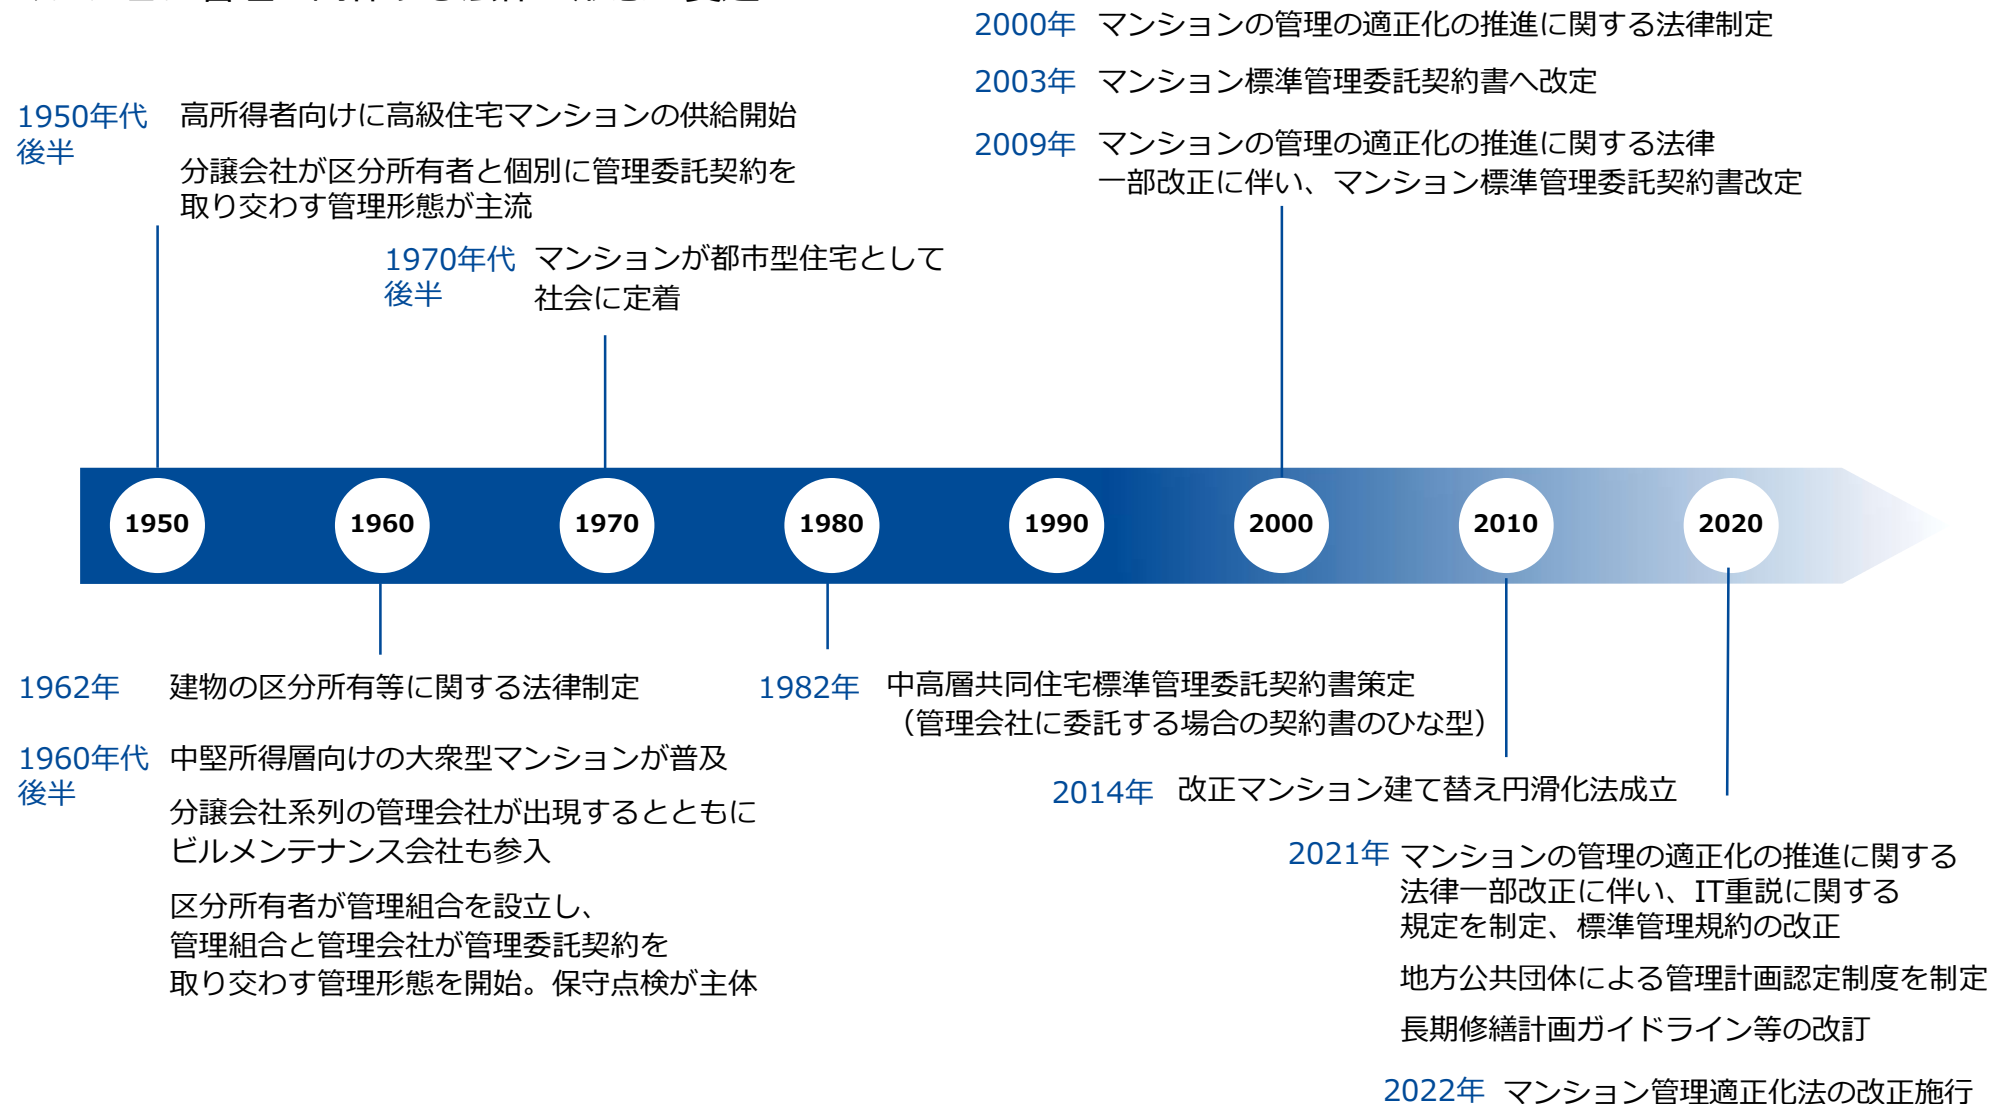 2000年 マンションの管理の適正化の推進に関する法律制定
2003年 マンション標準管理委託契約書へ改定
2009年 マンションの管理の適正化の推進に関する法律
一部改正に伴い、マンション標準管理委託契約書改定
1950年代
後半
高所得者向けに高級住宅マンションの供給開始
分譲会社が区分所有者と個別に管理委託契約を
取り交わす管理形態が主流
1970年代
後半
マンションが都市型住宅として
社会に定着
1950 1960 1970 1980 1990 2000 2010 2020
1962年 建物の区分所有等に関する法律制定
1960年代
後半
中堅所得層向けの大衆型マンションが普及
分譲会社系列の管理会社が出現するとともに
ビルメンテナンス会社も参入
区分所有者が管理組合を設立し、
管理組合と管理会社が管理委託契約を
取り交わす管理形態を開始。保守点検が主体
1982年 中高層共同住宅標準管理委託契約書策定
（管理会社に委託する場合の契約書のひな型）
2014年 改正マンション建て替え円滑化法成立
2021年 マンションの管理の適正化の推進に関する
法律一部改正に伴い、IT重説に関する
規定を制定、標準管理規約の改正
地方公共団体による管理計画認定制度を制定
長期修繕計画ガイドライン等の改訂
2022年 マンション管理適正化法の改正施行